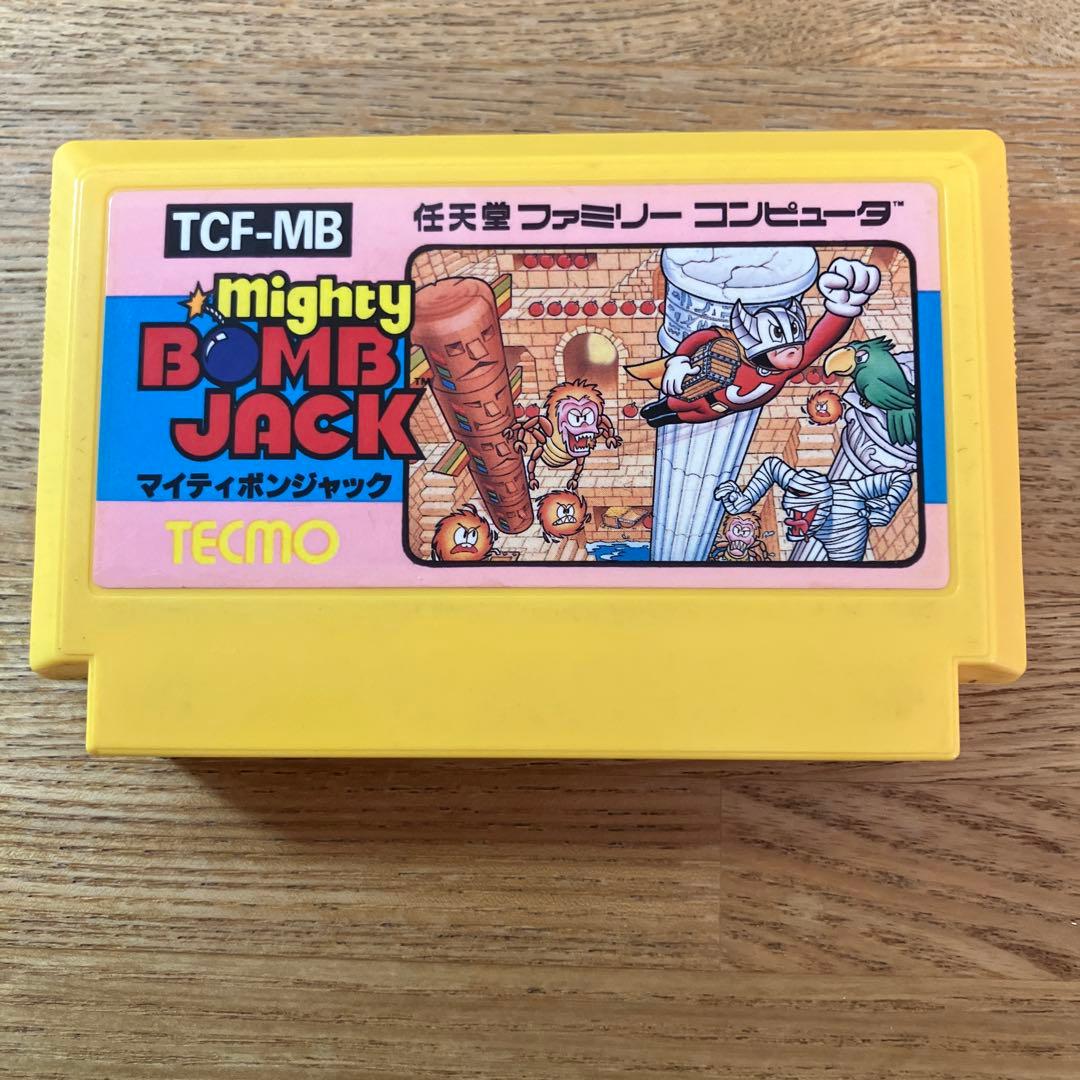 TCF-MB
任天堂 ファミリー コンピュータ™
mighty
BOMB
JACK™
マイティボンジャック
TECMO